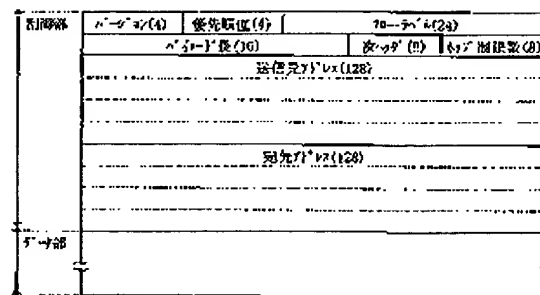 制御部
バージョン(4) 優先順位(4) フローラベル(24)
ペイロード長(16) 次ヘッダ(8) ホップ制限数(8)
送信元アドレス(128)
宛先アドレス(128)
データ部